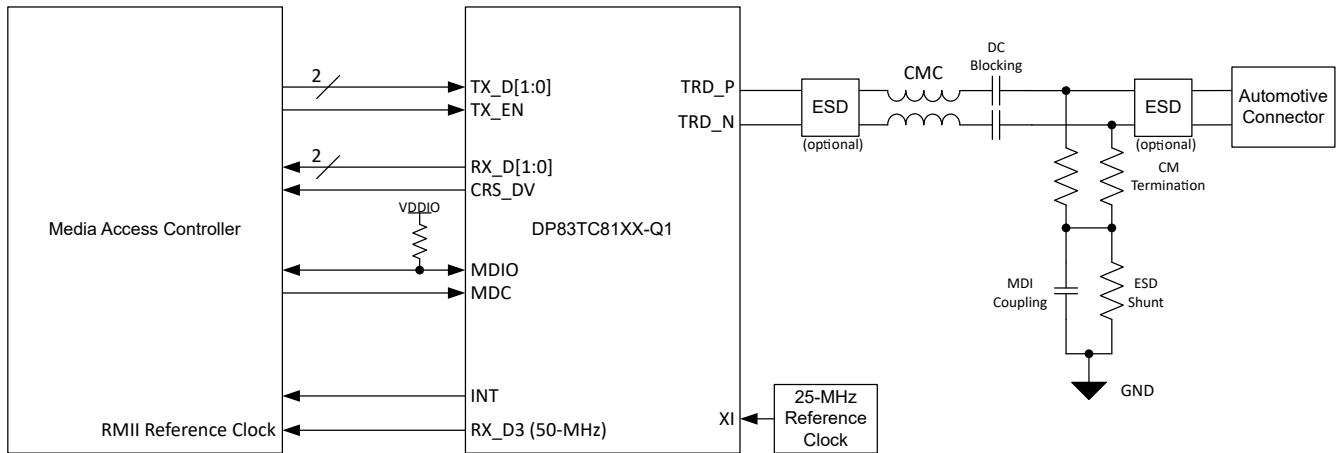 Media Access Controller
RMII Reference Clock
2
TX_D[1:0]
TX_EN
2
RX_D[1:0]
CRS_DV
VDDIO
DP83TC81XX-Q1
MDIO
MDC
INT
RX_D3 (50-MHz)
TRD_P
TRD_N
XI
25-MHz
Reference
Clock
ESD
(optional)
CMC
DC
Blocking
ESD
(optional)
Automotive
Connector
CM
Termination
MDI
Coupling
ESD
Shunt
GND